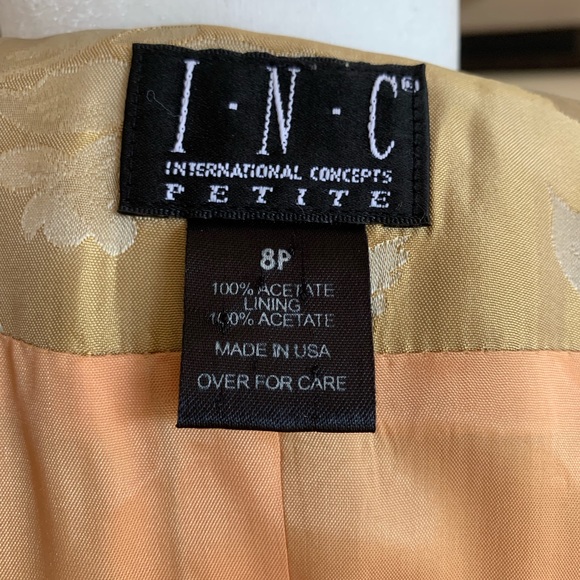 I·N·C®
INTERNATIONAL CONCEPTS
PETITE
8P
100% ACETATE
LINING
100% ACETATE
MADE IN USA
OVER FOR CARE